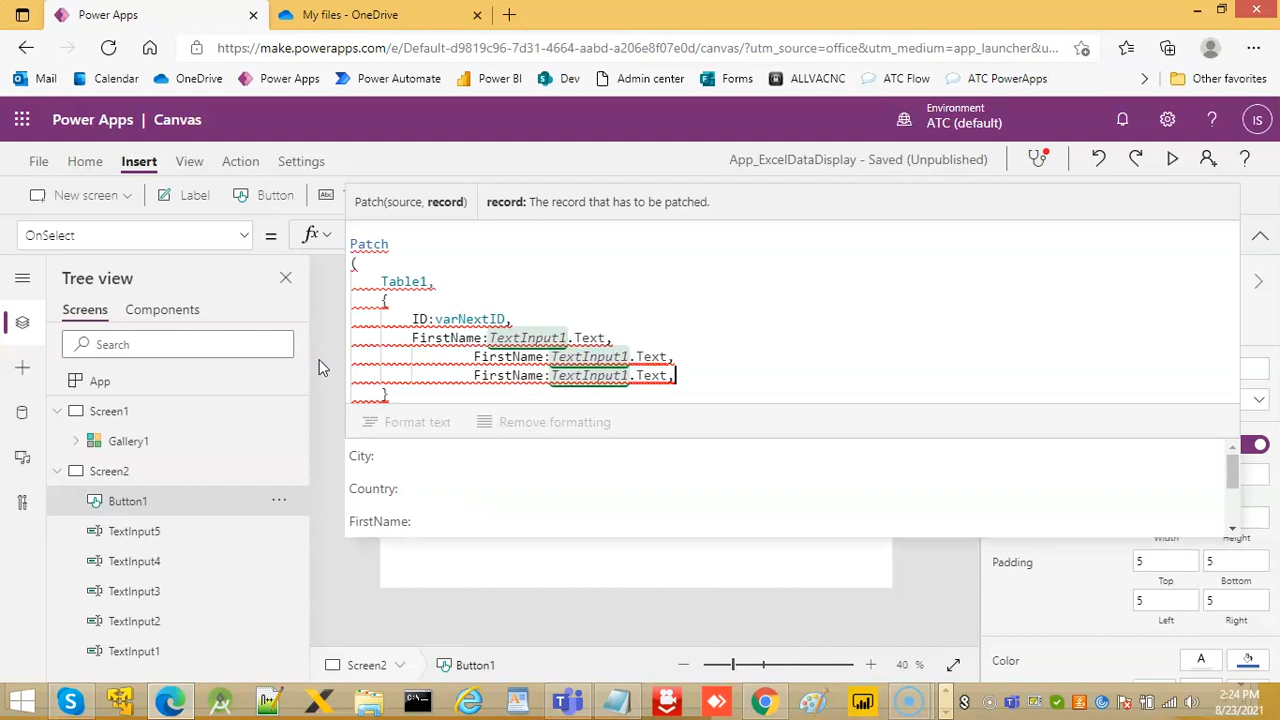 Power Apps
My files - OneDrive
https://make.powerapps.com/e/Default-d9819c96-7d31-4664-aabd-a206e8f07e0d/canvas/?utm_source=office&utm_medium=app_launcher&u...
Mail
Calendar
OneDrive
Power Apps
Power Automate
Power BI
Dev
Admin center
Forms
ALLVACNC
ATC Flow
ATC PowerApps
Other favorites
Power Apps | Canvas
Environment
ATC (default)
IS
File
Home
Insert
View
Action
Settings
App_ExcelDataDisplay - Saved (Unpublished)
New screen
Label
Button
Abc
Patch(source, record)
record: The record that has to be patched.
OnSelect
=
fx
Patch
(
Table1,
{
ID:varNextID,
FirstName:TextInput1.Text,
FirstName:TextInput1.Text,
FirstName:TextInput1.Text,
}
Format text
Remove formatting
City:
Country:
FirstName:
Tree view
Screens
Components
Search
App
Screen1
Gallery1
Screen2
Button1
TextInput5
TextInput4
TextInput3
TextInput2
TextInput1
Width
Height
Padding
5
5
Top
Bottom
5
5
Left
Right
Color
A
Screen2
Button1
40 %
2:24 PM
8/23/2021